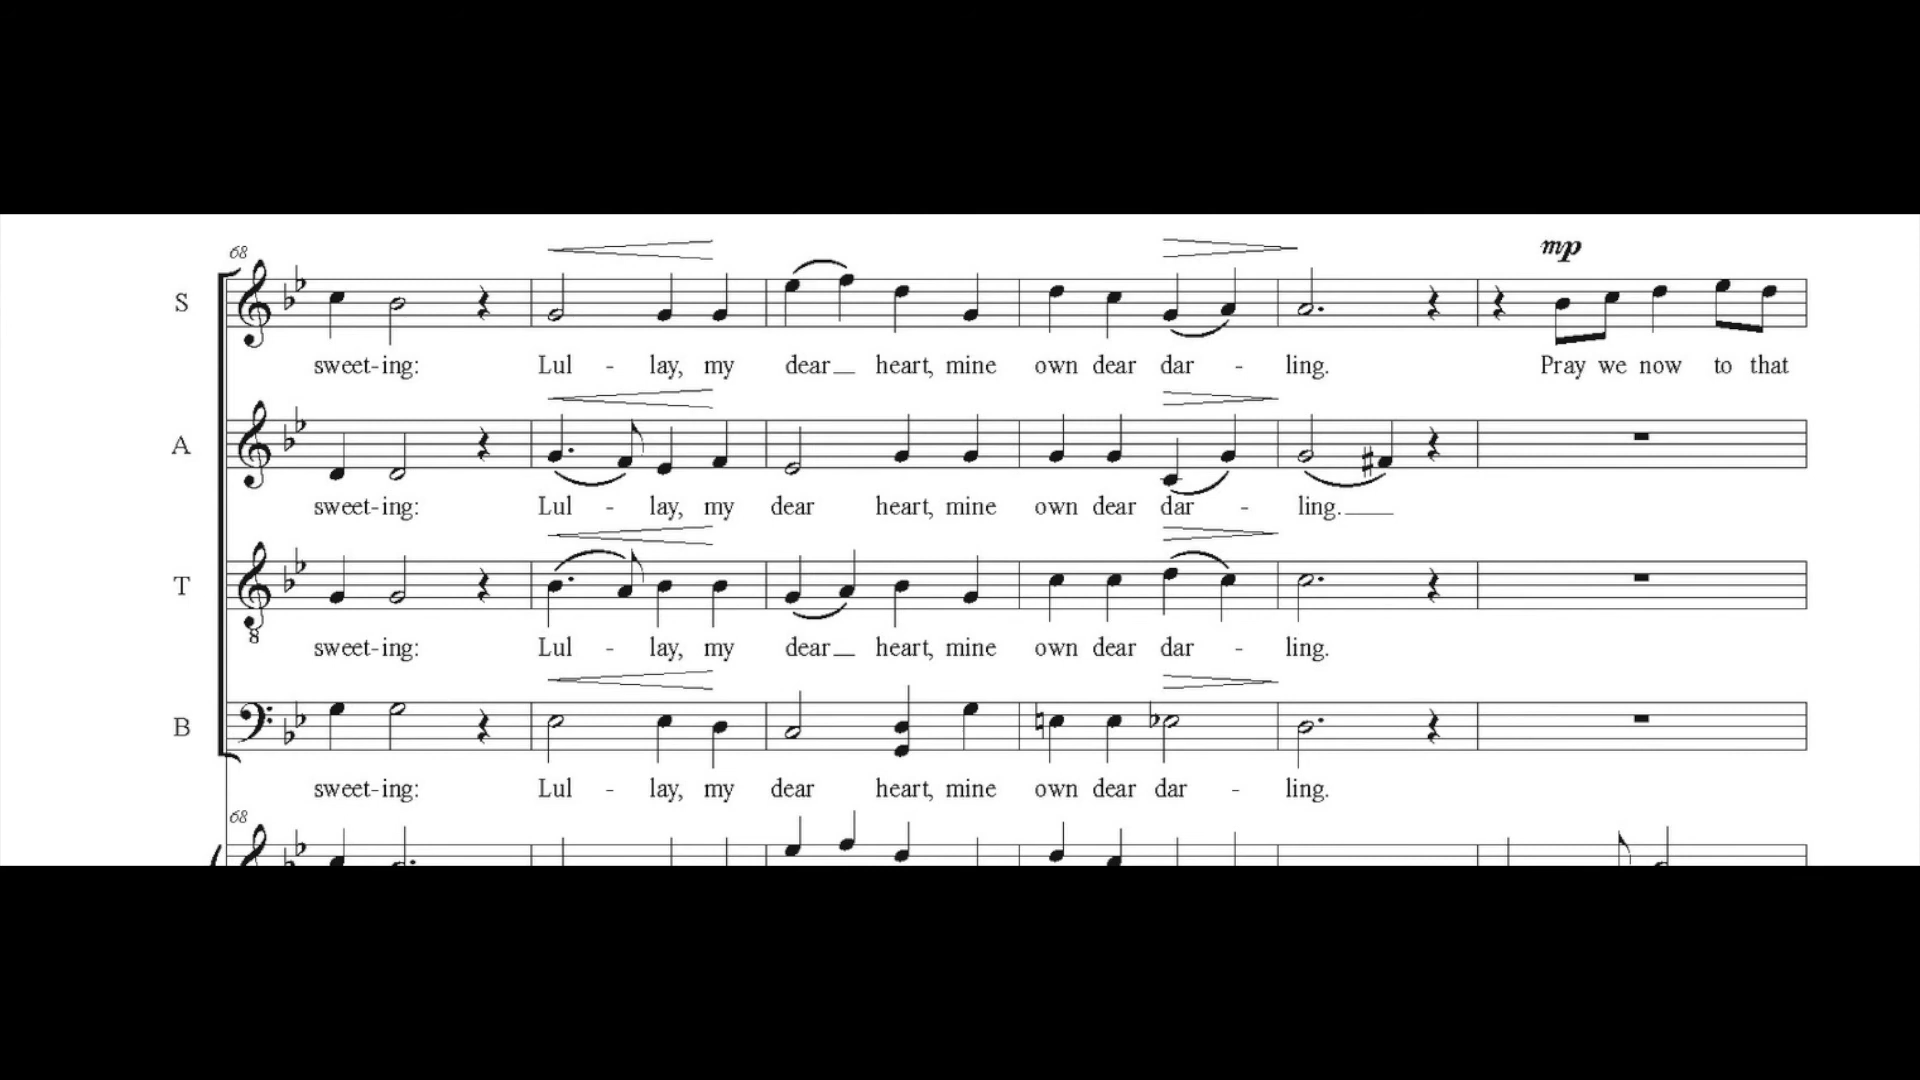 68
mp
S
sweet-ing: Lul - lay, my dear heart, mine own dear dar - ling. Pray we now to that
A
sweet-ing: Lul - lay, my dear heart, mine own dear dar - ling.
T
8
sweet-ing: Lul - lay, my dear heart, mine own dear dar - ling.
B
sweet-ing: Lul - lay, my dear heart, mine own dear dar - ling.
68